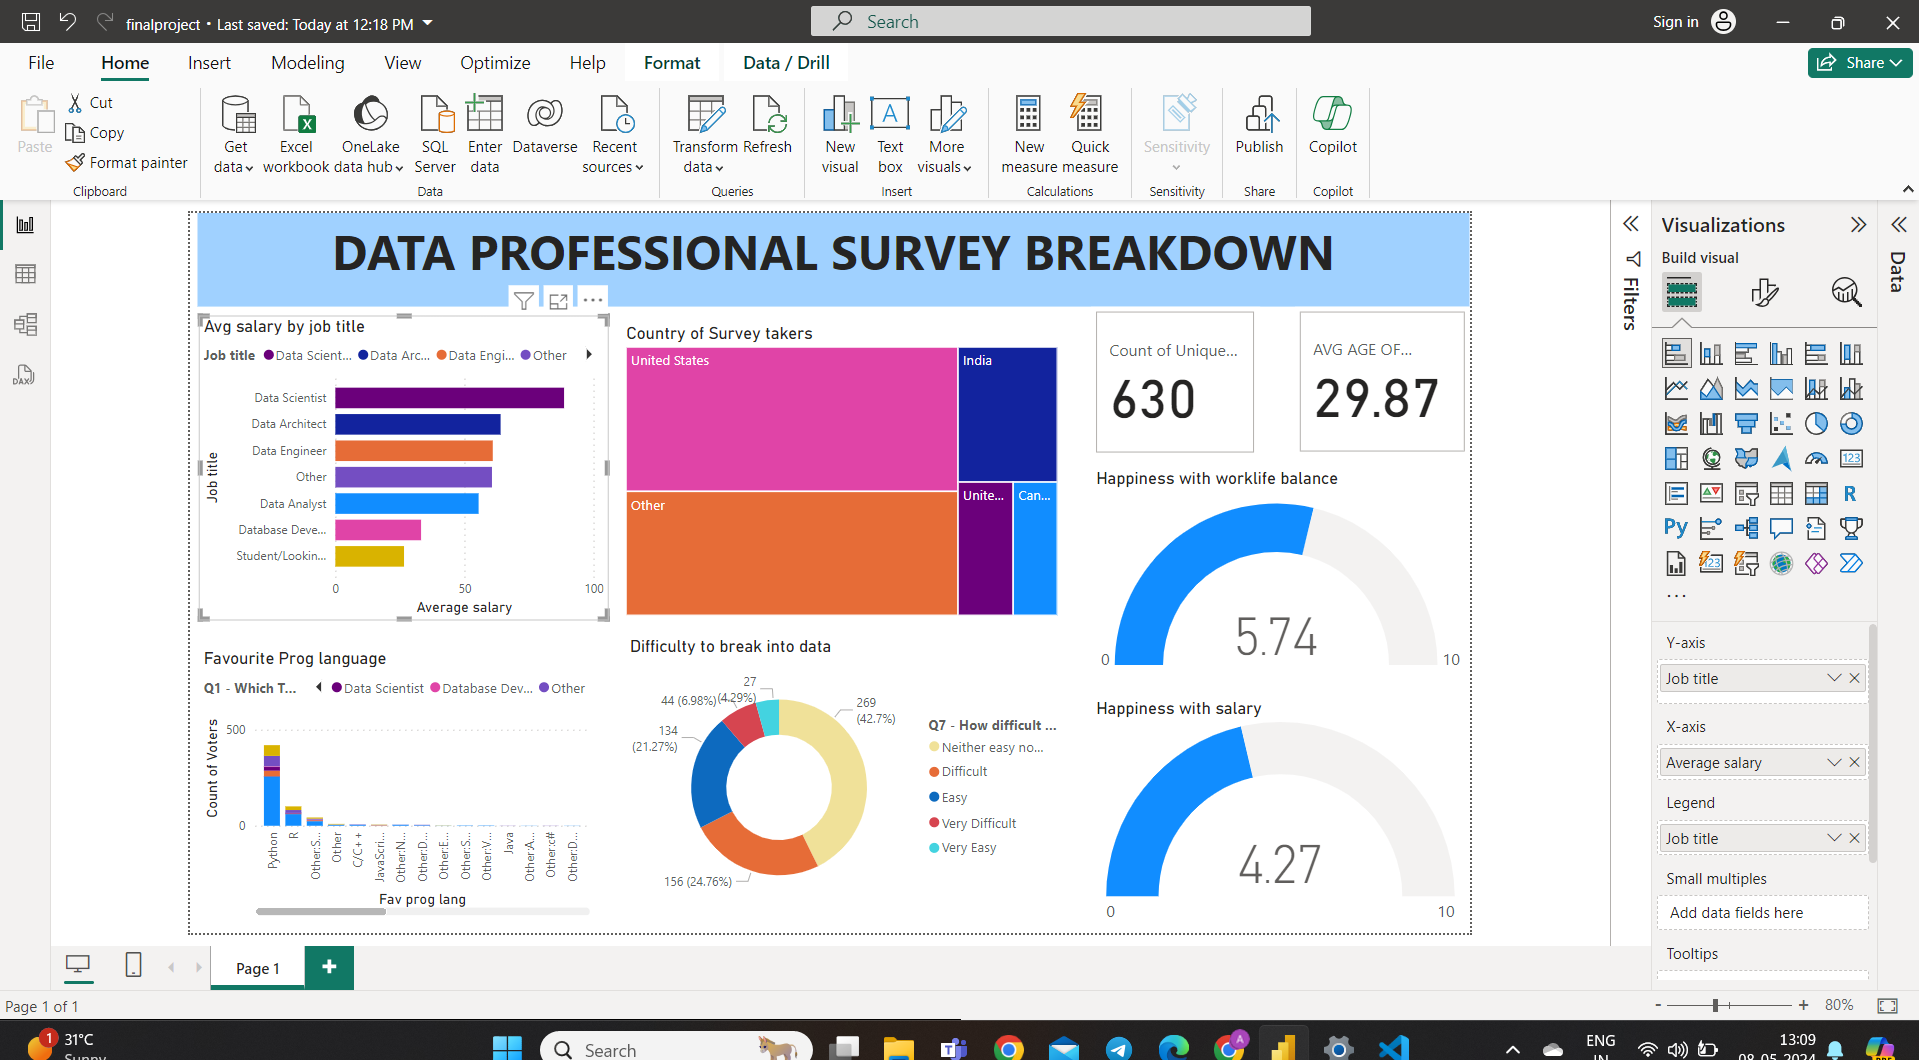 finalproject • Last saved: Today at 12:18 PM
Search
Sign in
File Home Insert Modeling View Optimize Help Format Data / Drill
Share
Paste
Cut
Copy
Format painter
Clipboard
Get data
Excel workbook
OneLake data hub
SQL Server
Enter data
Dataverse
Recent sources
Data
Transform data
Refresh
Queries
New visual
Text box
More visuals
Insert
New measure
Quick measure
Calculations
Sensitivity
Sensitivity
Publish
Share
Copilot
Copilot
DATA PROFESSIONAL SURVEY BREAKDOWN
Avg salary by job title
Job title Data Scient... Data Arc... Data Engi... Other
Job title
Data Scientist
Data Architect
Data Engineer
Other
Data Analyst
Database Deve...
Student/Lookin...
0 50 100
Average salary
Country of Survey takers
United States
India
Other
Unite...
Can...
Count of Unique...
630
AVG AGE OF...
29.87
Happiness with worklife balance
5.74
0 10
Happiness with salary
4.27
0 10
Favourite Prog language
Q1 - Which T... Data Scientist Database Dev... Other
Count of Voters
500
0
Python
R
Other:S...
Other
C/C++
JavaScri...
Other:N...
Other:D...
Other:E...
Other:S...
Other:V...
Java
Other:A...
Other:c#
Other:D...
Fav prog lang
Difficulty to break into data
27
(4.29%)
44 (6.98%)
269
(42.7%)
134
(21.27%)
156 (24.76%)
Q7 - How difficult ...
Neither easy no...
Difficult
Easy
Very Difficult
Very Easy
Filters
Visualizations
Build visual
Data
Y-axis
Job title
X-axis
Average salary
Legend
Job title
Small multiples
Add data fields here
Tooltips
Page 1
Page 1 of 1
- + 80%
1
31°C
Sunny
Search
ENG
IN
13:09
08-05-2024